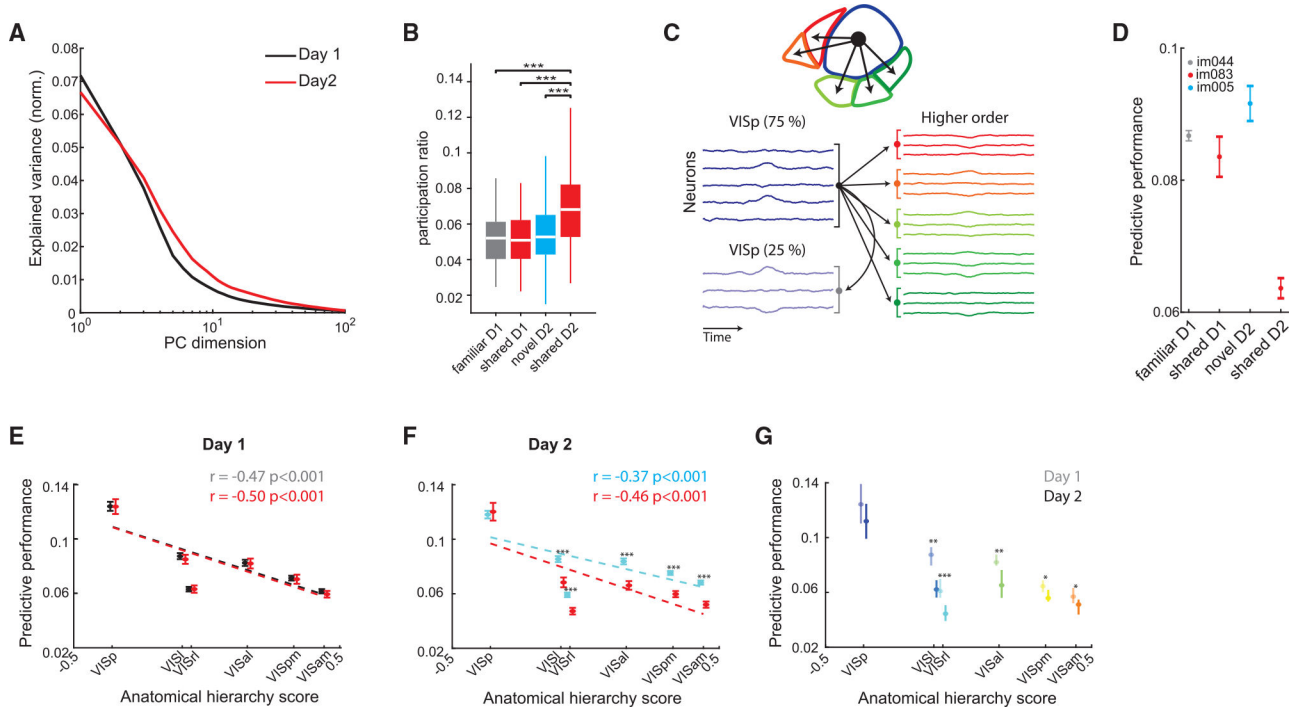 A
0.08
0.07
0.06
0.05
0.04
0.03
0.02
0.01
0
10⁰
10¹
10²
Explained variance (norm.)
PC dimension
Day 1
Day2
B
***
***
***
0.14
0.12
0.10
0.08
0.06
0.04
0.02
participation ratio
familiar D1
shared D1
novel D2
shared D2
C
VISp (75 %)
Higher order
Neurons
VISp (25 %)
Time
D
0.1
0.08
0.06
Predictive performance
im044
im083
im005
familiar D1
shared D1
novel D2
shared D2
E
Day 1
r = -0.47 p<0.001
r = -0.50 p<0.001
0.14
0.1
0.06
0.02
Predictive performance
-0.5
VISp
VISl
VISrl
VISal
VISpm
VISam
0.5
Anatomical hierarchy score
F
Day 2
r = -0.37 p<0.001
r = -0.46 p<0.001
0.14
0.1
0.06
0.02
***
***
***
***
***
-0.5
VISp
VISl
VISrl
VISal
VISpm
VISam
0.5
Anatomical hierarchy score
G
Day 1
Day 2
0.14
0.1
0.06
0.02
Predictive performance
**
***
**
*
*
-0.5
VISp
VISl
VISrl
VISal
VISpm
VISam
0.5
Anatomical hierarchy score